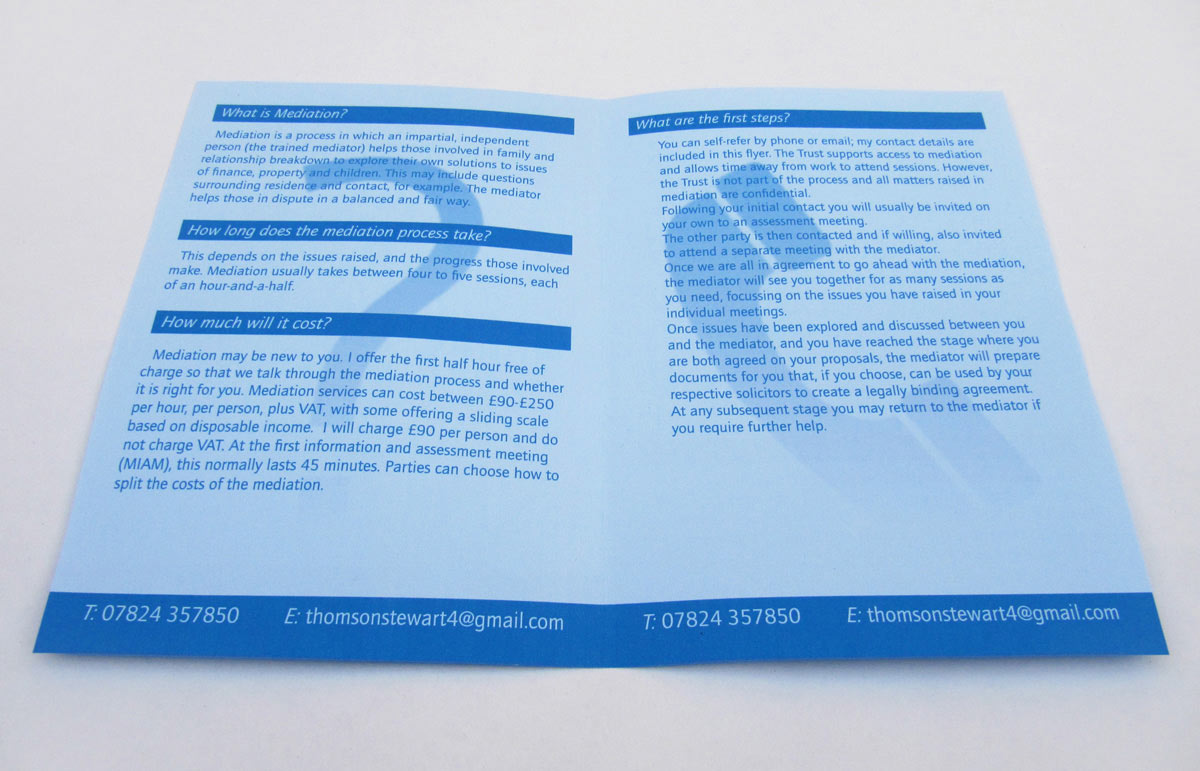 What is Mediation?
Mediation is a process in which an impartial, independent
person (the trained mediator) helps those involved in family and
relationship breakdown to explore their own solutions to issues
of finance, property and children. This may include questions
surrounding residence and contact, for example. The mediator
helps those in dispute in a balanced and fair way.
How long does the mediation process take?
This depends on the issues raised, and the progress those involved
make. Mediation usually takes between four to five sessions, each
of an hour-and-a-half.
How much will it cost?
Mediation may be new to you. I offer the first half hour free of
charge so that we talk through the mediation process and whether
it is right for you. Mediation services can cost between £90-£250
per hour, per person, plus VAT, with some offering a sliding scale
based on disposable income. I will charge £90 per person and do
not charge VAT. At the first information and assessment meeting
(MIAM), this normally lasts 45 minutes. Parties can choose how to
split the costs of the mediation.
T: 07824 357850 E: thomsonstewart4@gmail.com
What are the first steps?
You can self-refer by phone or email; my contact details are
included in this flyer. The Trust supports access to mediation
and allows time away from work to attend sessions. However,
the Trust is not part of the process and all matters raised in
mediation are confidential.
Following your initial contact you will usually be invited on
your own to an assessment meeting.
The other party is then contacted and if willing, also invited
to attend a separate meeting with the mediator.
Once we are all in agreement to go ahead with the mediation,
the mediator will see you together for as many sessions as
you need, focussing on the issues you have raised in your
individual meetings.
Once issues have been explored and discussed between you
and the mediator, and you have reached the stage where you
are both agreed on your proposals, the mediator will prepare
documents for you that, if you choose, can be used by your
respective solicitors to create a legally binding agreement.
At any subsequent stage you may return to the mediator if
you require further help.
T: 07824 357850 E: thomsonstewart4@gmail.com